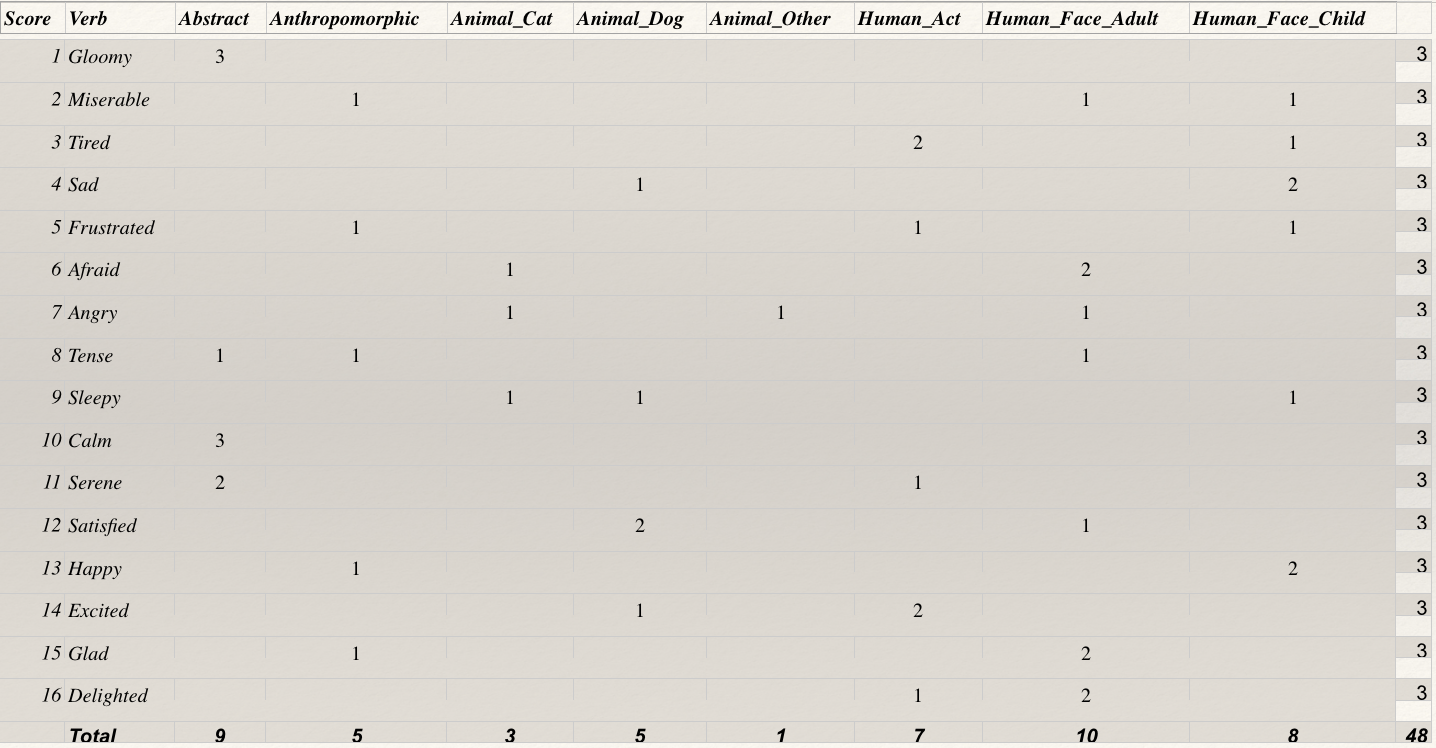 Score Verb Abstract Anthropomorphic Animal_Cat Animal_Dog Animal_Other Human_Act Human_Face_Adult Human_Face_Child
1 Gloomy 3 3
2 Miserable 1 1 1 3
3 Tired 2 1 3
4 Sad 1 2 3
5 Frustrated 1 1 1 3
6 Afraid 1 2 3
7 Angry 1 1 1 3
8 Tense 1 1 1 3
9 Sleepy 1 1 1 3
10 Calm 3 3
11 Serene 2 1 3
12 Satisfied 2 1 3
13 Happy 1 2 3
14 Excited 1 2 3
15 Glad 1 2 3
16 Delighted 1 2 3
Total 9 5 3 5 1 7 10 8 48